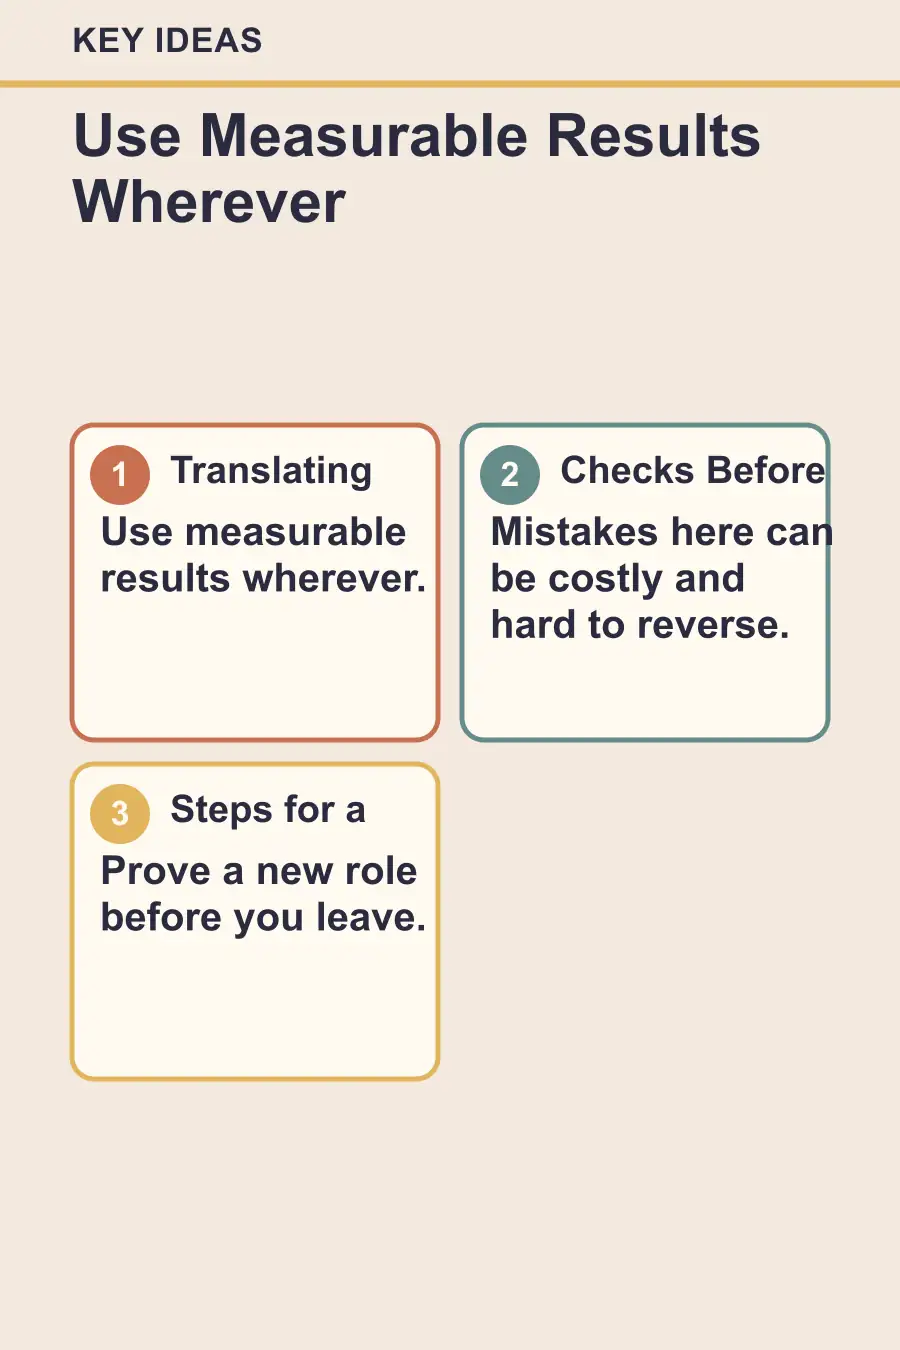 KEY IDEAS
Use Measurable Results
Wherever
1 Translating
Use measurable
results wherever.
2 Checks Before
Mistakes here can
be costly and
hard to reverse.
3 Steps for a
Prove a new role
before you leave.